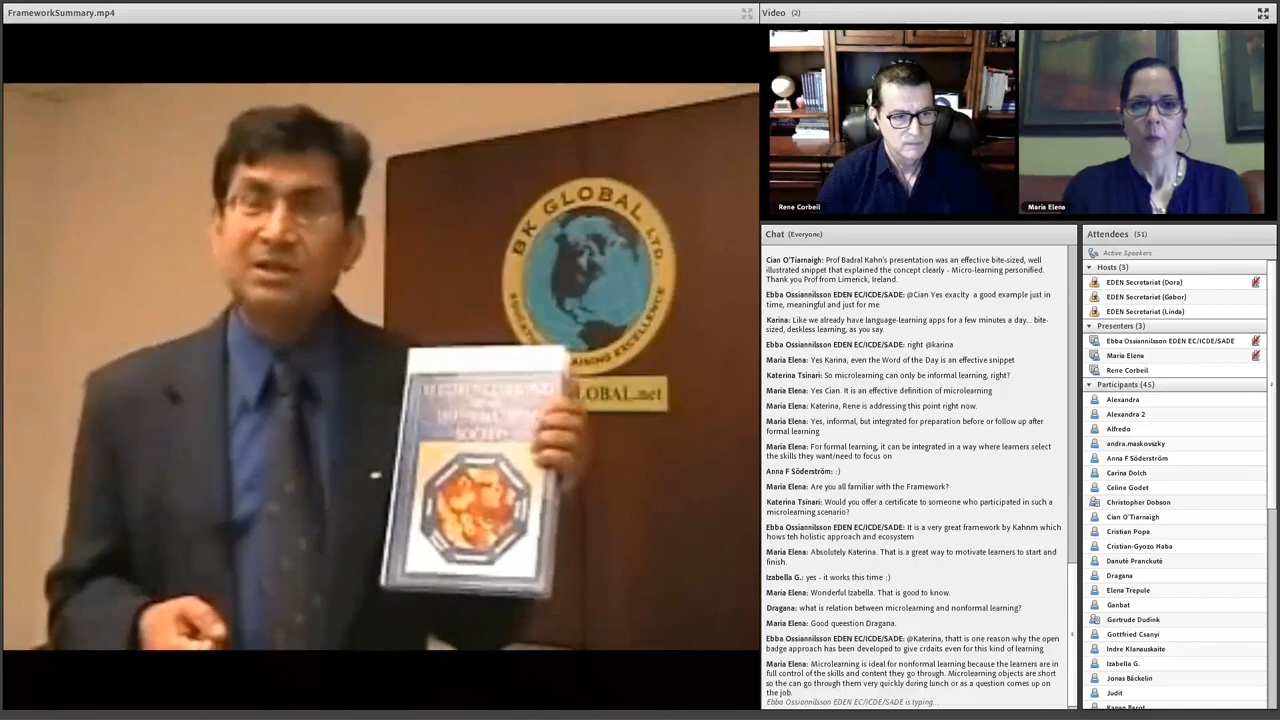 FrameworkSummary.mp4
Video (2)
Rene Corbeil
Maria Elena
BK GLOBAL LTD.
GLOBAL.net
Chat (Everyone)
Cian O'Tiarnaigh: Prof Badral Kahn's presentation was an effective bite-sized, well
illustrated snippet that explained the concept clearly - Micro-learning personified.
Thank you Prof from Limerick, Ireland.
Ebba Ossiannilsson EDEN EC/ICDE/SADE: @Cian Yes exaclty a good example just in
time, meaningful and just for me
Karina: Like we already have language-learning apps for a few minutes a day... bite-
sized, deskless learning, as you say.
Ebba Ossiannilsson EDEN EC/ICDE/SADE: right @karina
Maria Elena: Yes Karina, even the Word of the Day is an effective snippet
Katerina Tsinari: So microlearning can only be informal learning, right?
Maria Elena: Yes Cian. It is an effective definition of microlearning
Maria Elena: Katerina, Rene is addressing this point right now.
Maria Elena: Yes, informal, but integrated for preparation before or follow up after
formal learning
Maria Elena: For formal learning, it can be integrated in a way where learners select
the skills they want/need to focus on
Anna F Söderström: :)
Maria Elena: Are you all familiar with the Framework?
Katerina Tsinari: Would you offer a certificate to someone who participated in such a
microlearning scenario?
Ebba Ossiannilsson EDEN EC/ICDE/SADE: It is a very great framework by Kahnm which
hows teh holistic approach and ecosystem
Maria Elena: Absolutely Katerina. That is a great way to motivate learners to start and
finish.
Izabella G.: yes - it works this time :)
Maria Elena: Wonderful Izabella. That is good to know.
Dragana: what is relation between microlearning and nonformal learning?
Maria Elena: Good queestion Dragana.
Ebba Ossiannilsson EDEN EC/ICDE/SADE: @Katerina, thatt is one reason why the open
badge approach has been developed to give crdaits even for this kind of learning
Maria Elena: Microlearning is ideal for nonformal learning because the learners are in
full control of the skills and content they go through. Microlearning objects are short
so the can go through them very quickly during lunch or as a question comes up on
the job.
Ebba Ossiannilsson EDEN EC/ICDE/SADE is typing...
Attendees (51)
Active Speakers
Hosts (3)
EDEN Secretariat (Dora)
EDEN Secretariat (Gabor)
EDEN Secretariat (Linda)
Presenters (3)
Ebba Ossiannilsson EDEN EC/ICDE/SADE
Maria Elena
Rene Corbeil
Participants (45)
Alexandra
Alexandra 2
Alfredo
andra.maskovszky
Anna F Söderström
Carina Dolch
Celine Godet
Christopher Dobson
Cian O'Tiarnaigh
Cristian Popa
Cristian-Gyozo Haba
Danutė Pranckutė
Dragana
Elena Trepule
Ganbat
Gertrude Dudink
Gottfried Csanyi
Indre Klanauskaite
Izabella G.
Jonas Bäckelin
Judit